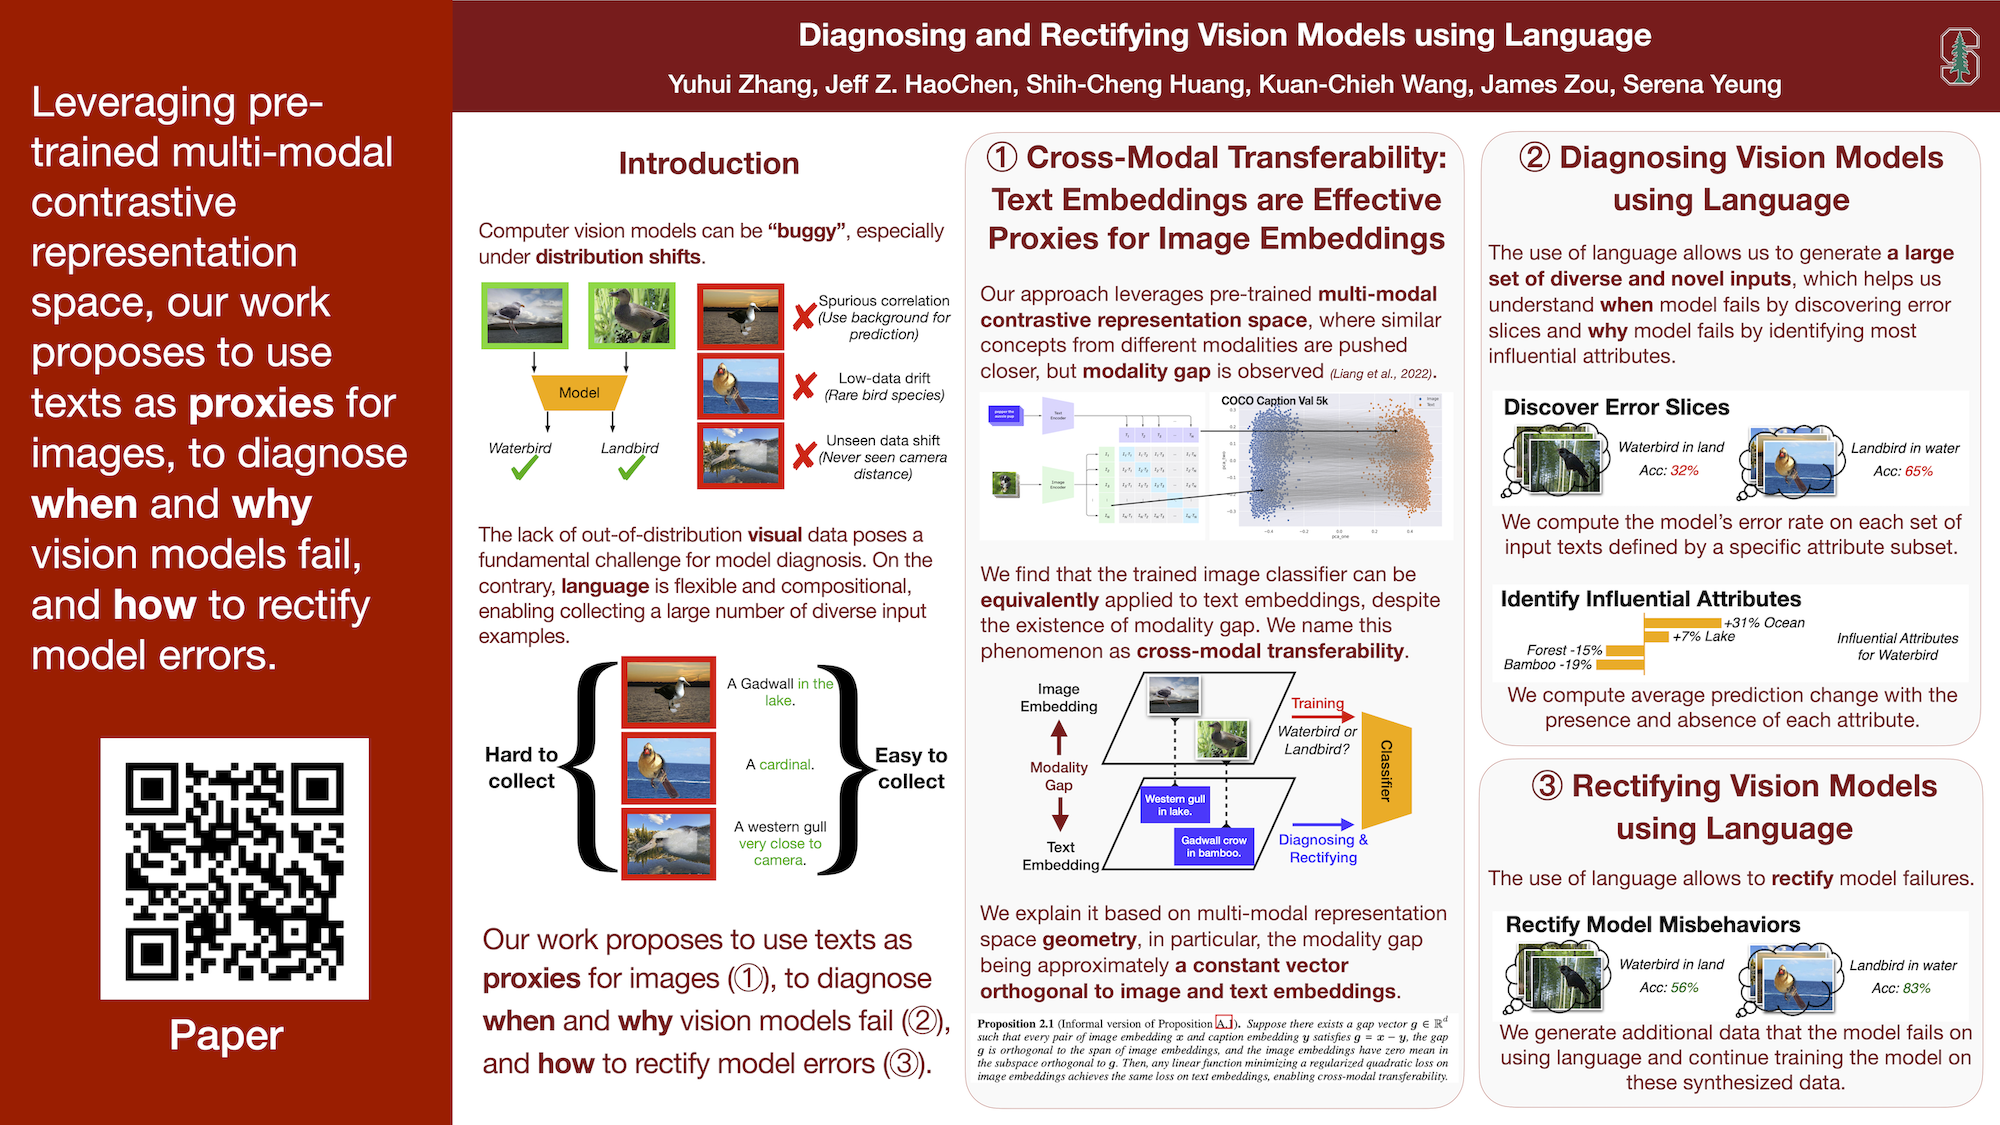 Leveraging pre-
trained multi-modal
contrastive
representation
space, our work
proposes to use
texts as proxies for
images, to diagnose
when and why
vision models fail,
and how to rectify
model errors.
Paper
Diagnosing and Rectifying Vision Models using Language
Yuhui Zhang, Jeff Z. HaoChen, Shih-Cheng Huang, Kuan-Chieh Wang, James Zou, Serena Yeung
Introduction
Computer vision models can be “buggy”, especially
under distribution shifts.
Model
Waterbird
Landbird
Spurious correlation
(Use background for
prediction)
Low-data drift
(Rare bird species)
Unseen data shift
(Never seen camera
distance)
The lack of out-of-distribution visual data poses a
fundamental challenge for model diagnosis. On the
contrary, language is flexible and compositional,
enabling collecting a large number of diverse input
examples.
Hard to
collect
A Gadwall in the
lake.
A cardinal.
A western gull
very close to
camera.
Easy to
collect
Our work proposes to use texts as
proxies for images (①), to diagnose
when and why vision models fail (②),
and how to rectify model errors (③).
① Cross-Modal Transferability:
Text Embeddings are Effective
Proxies for Image Embeddings
Our approach leverages pre-trained multi-modal
contrastive representation space, where similar
concepts from different modalities are pushed
closer, but modality gap is observed (Liang et al., 2022).
Text
Encoder
Image
Encoder
COCO Caption Val 5k
Image
Text
pca_one
We find that the trained image classifier can be
equivalently applied to text embeddings, despite
the existence of modality gap. We name this
phenomenon as cross-modal transferability.
Image
Embedding
Modality
Gap
Text
Embedding
Western gull
in lake.
Gadwall crow
in bamboo.
Training
Waterbird or
Landbird?
Classifier
Diagnosing &
Rectifying
We explain it based on multi-modal representation
space geometry, in particular, the modality gap
being approximately a constant vector
orthogonal to image and text embeddings.
Proposition 2.1 (Informal version of Proposition A.1). Suppose there exists a gap vector g ∈ ℝᵈ
such that every pair of image embedding x and caption embedding y satisfies g = x − y, the gap
g is orthogonal to the span of image embeddings, and the image embeddings have zero mean in
the subspace orthogonal to g. Then, any linear function minimizing a regularized quadratic loss on
image embeddings achieves the same loss on text embeddings, enabling cross-modal transferability.
② Diagnosing Vision Models
using Language
The use of language allows us to generate a large
set of diverse and novel inputs, which helps us
understand when model fails by discovering error
slices and why model fails by identifying most
influential attributes.
Discover Error Slices
Waterbird in land
Acc: 32%
Landbird in water
Acc: 65%
We compute the model’s error rate on each set of
input texts defined by a specific attribute subset.
Identify Influential Attributes
+31% Ocean
+7% Lake
Forest -15%
Bamboo -19%
Influential Attributes
for Waterbird
We compute average prediction change with the
presence and absence of each attribute.
③ Rectifying Vision Models
using Language
The use of language allows to rectify model failures.
Rectify Model Misbehaviors
Waterbird in land
Acc: 56%
Landbird in water
Acc: 83%
We generate additional data that the model fails on
using language and continue training the model on
these synthesized data.